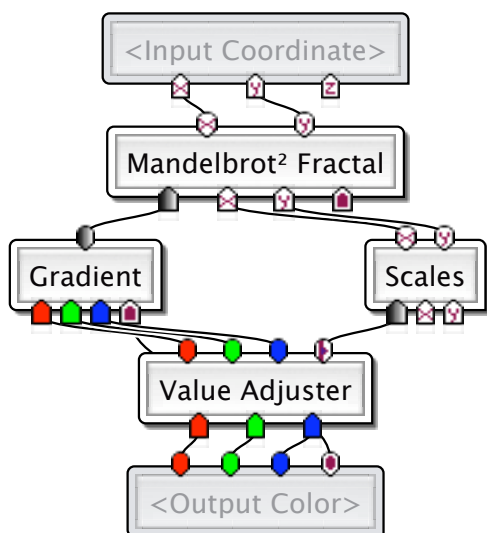 <Input Coordinate>
x y z
x y
Mandelbrot² Fractal
x y
x y
Gradient Scales
x y
Value Adjuster
<Output Color>